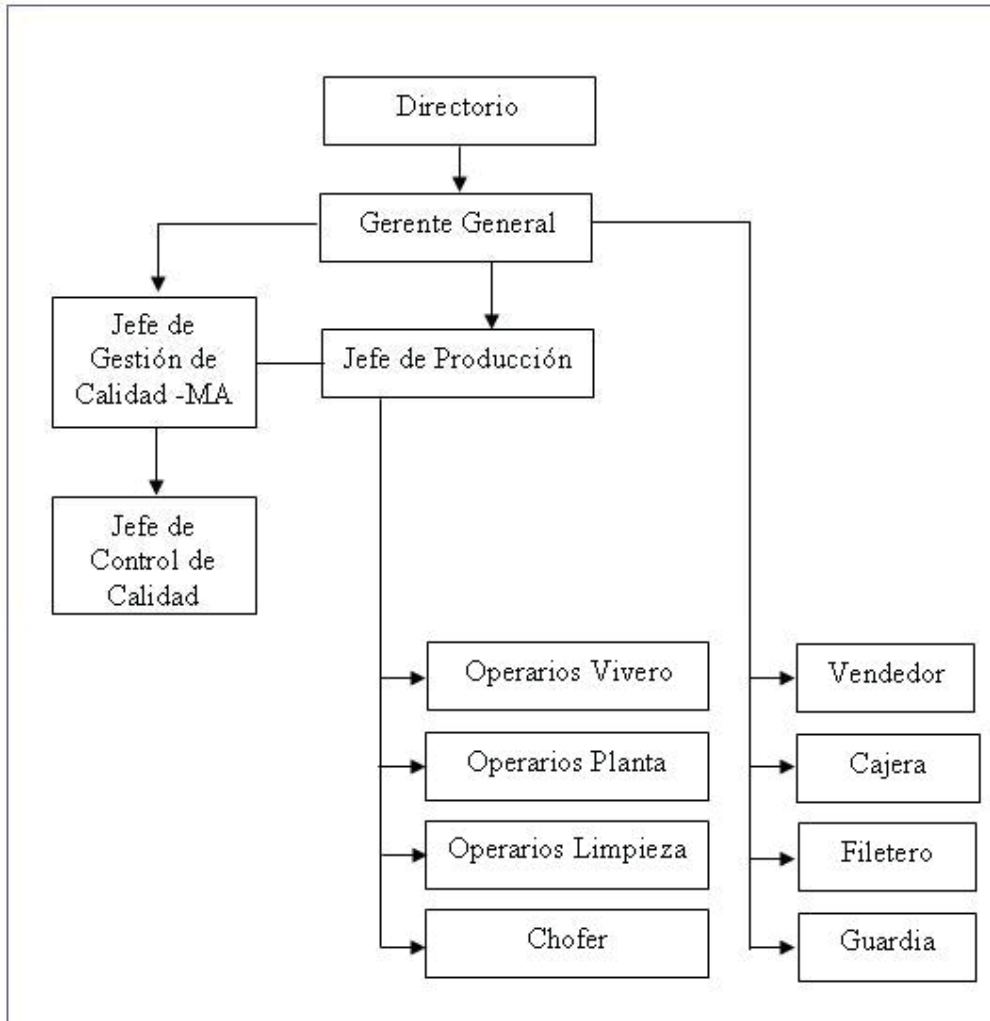 Directorio
Gerente General
Jefe de
Gestión de
Calidad -MA
Jefe de Producción
Jefe de
Control de
Calidad
Operarios Vivero
Vendedor
Operarios Planta
Cajera
Operarios Limpieza
Filetero
Chofer
Guardia